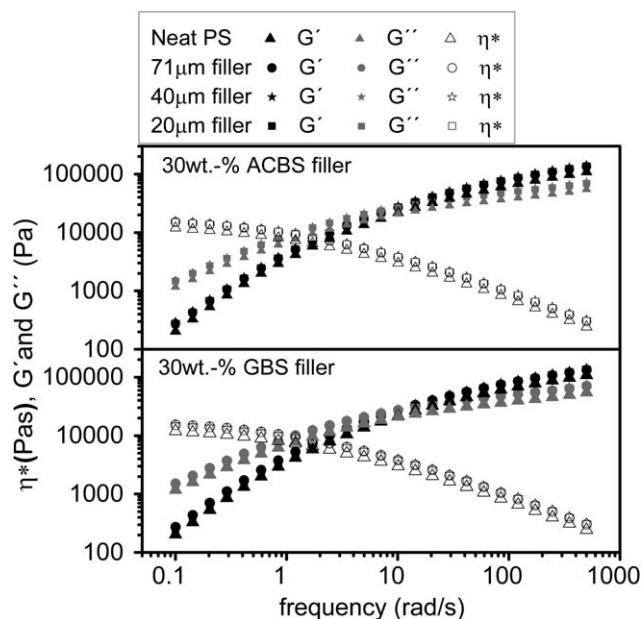 Neat PS ▲ G′ ▲ G′′ △ η*
71μm filler ● G′ ● G′′ ○ η*
40μm filler ★ G′ ★ G′′ ☆ η*
20μm filler ■ G′ ■ G′′ □ η*
30wt.-% ACBS filler
100000
10000
1000
100
30wt.-% GBS filler
100000
10000
1000
100
η*(Pas), G′and G′′ (Pa)
0.1 1 10 100 1000
frequency (rad/s)